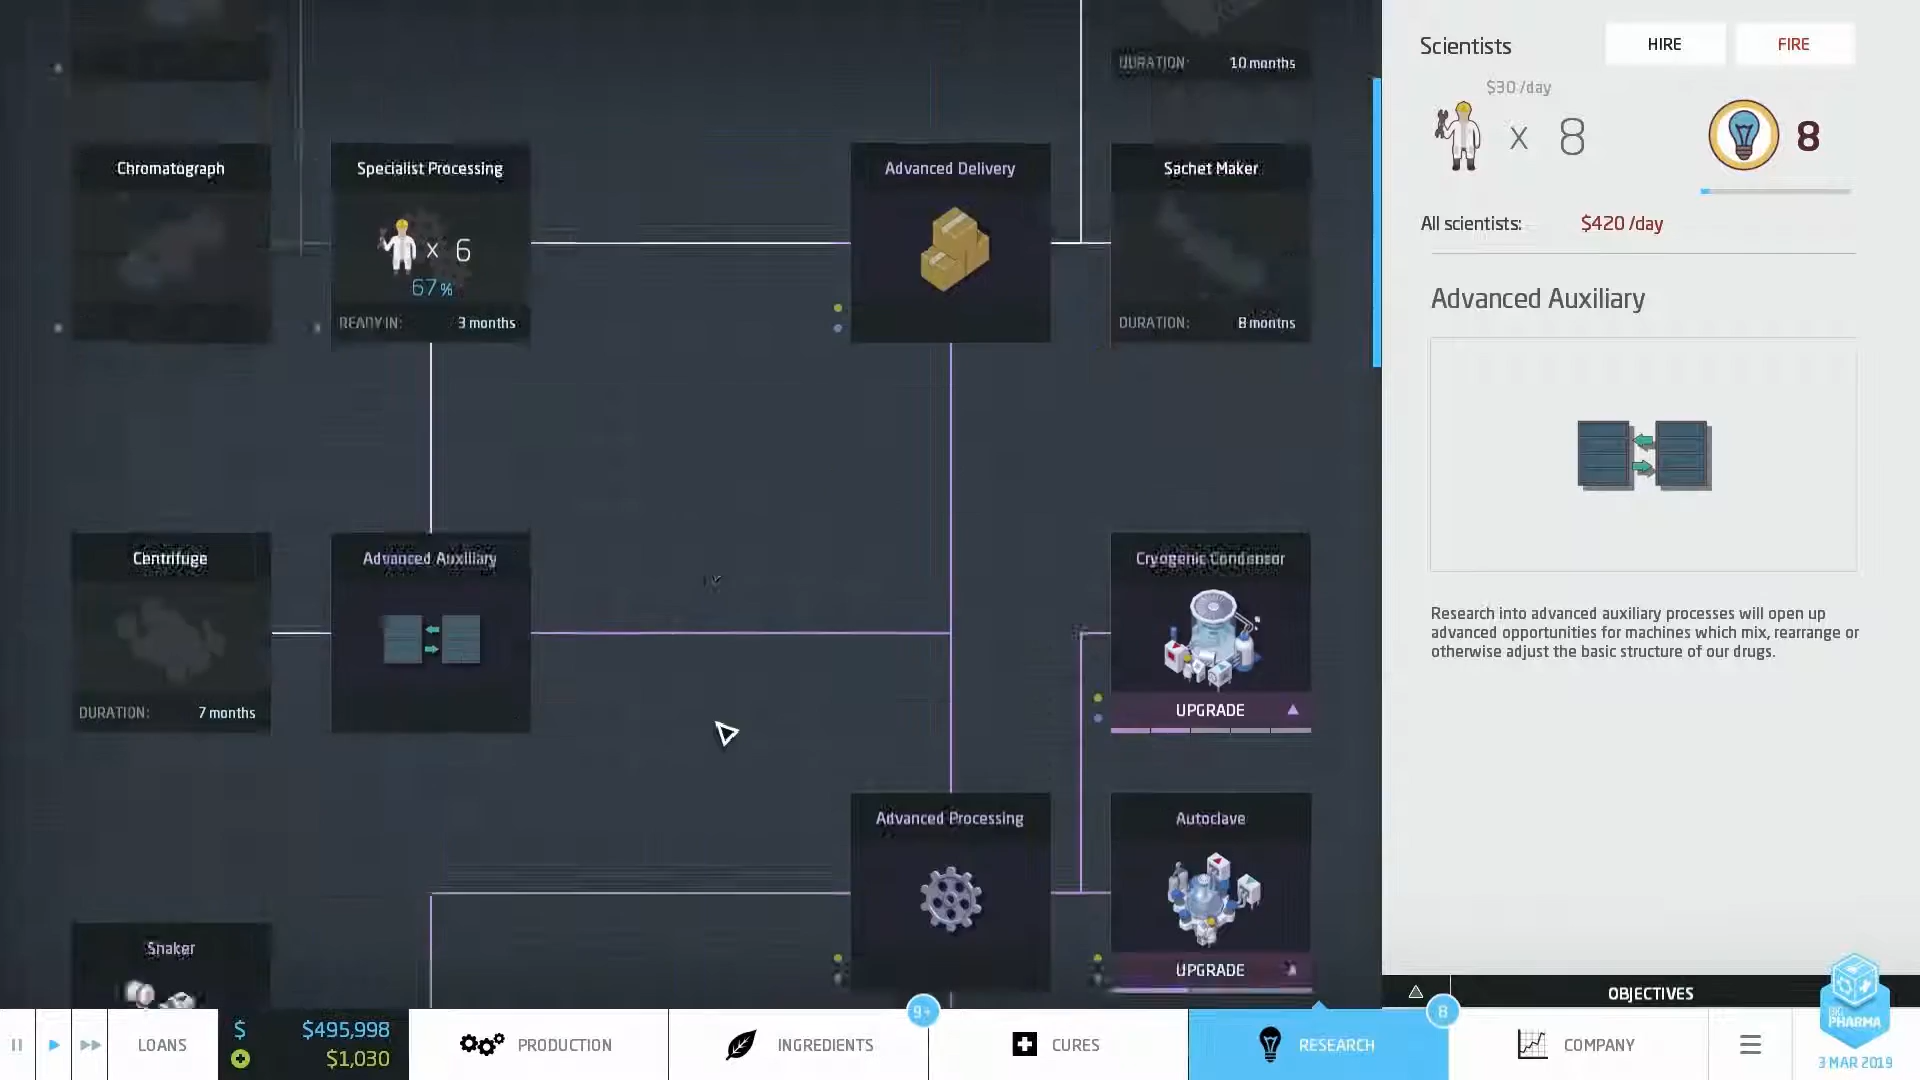 DURATION: 10 months
Chromatograph
Specialist Processing
x 6
67%
READY IN: 3 months
Advanced Delivery
Sachet Maker
DURATION: 8 months
Centrifuge
DURATION: 7 months
Advanced Auxiliary
Cryogenic Condensor
UPGRADE
Advanced Processing
Autoclave
UPGRADE
Shaker
Scientists
HIRE
FIRE
$30 /day
x 8
8
All scientists: $420 /day
Advanced Auxiliary
Research into advanced auxiliary processes will open up
advanced opportunities for machines which mix, rearrange or
otherwise adjust the basic structure of our drugs.
OBJECTIVES
LOANS
$ $495,998
$1,030
PRODUCTION
INGREDIENTS
9+
CURES
RESEARCH
8
COMPANY
BIG
PHARMA
3 MAR 2019